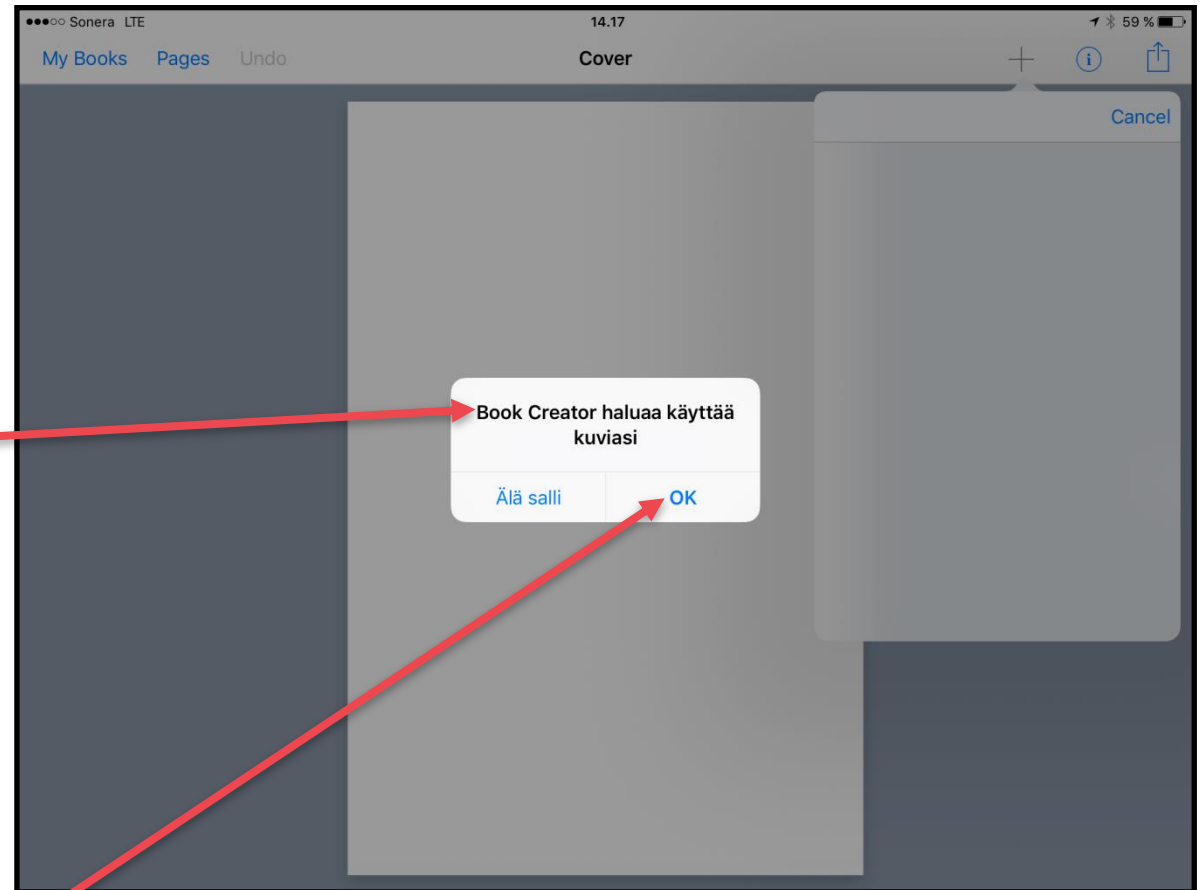 Sonera LTE 14.17 59 %
My Books Pages Undo Cover
Cancel
Book Creator haluaa käyttää
kuviasi
Älä salli OK